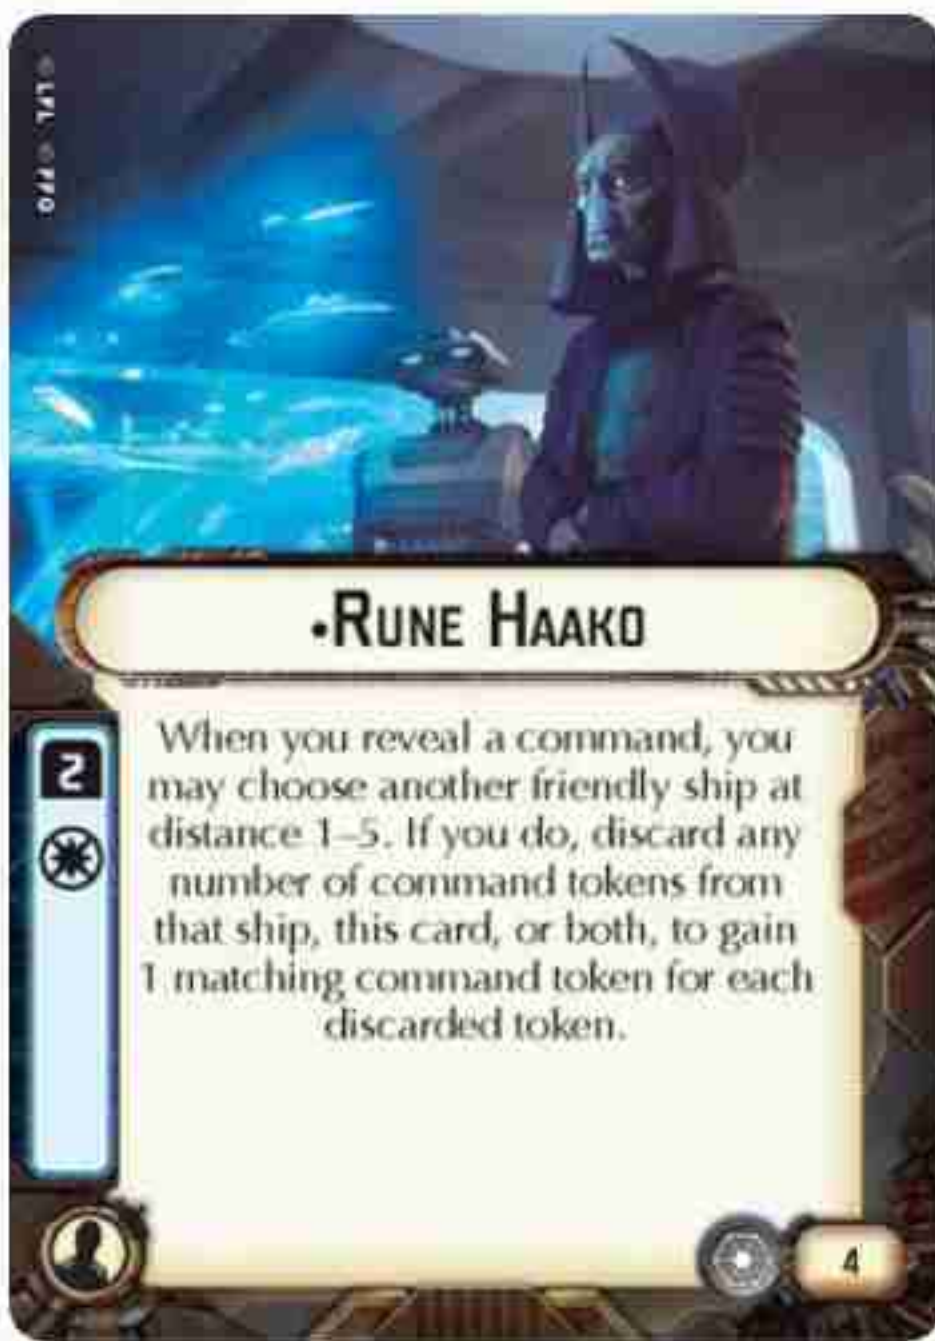 © LFL © FFG
•RUNE HAAKO
2
When you reveal a command, you
may choose another friendly ship at
distance 1–5. If you do, discard any
number of command tokens from
that ship, this card, or both, to gain
1 matching command token for each
discarded token.
4